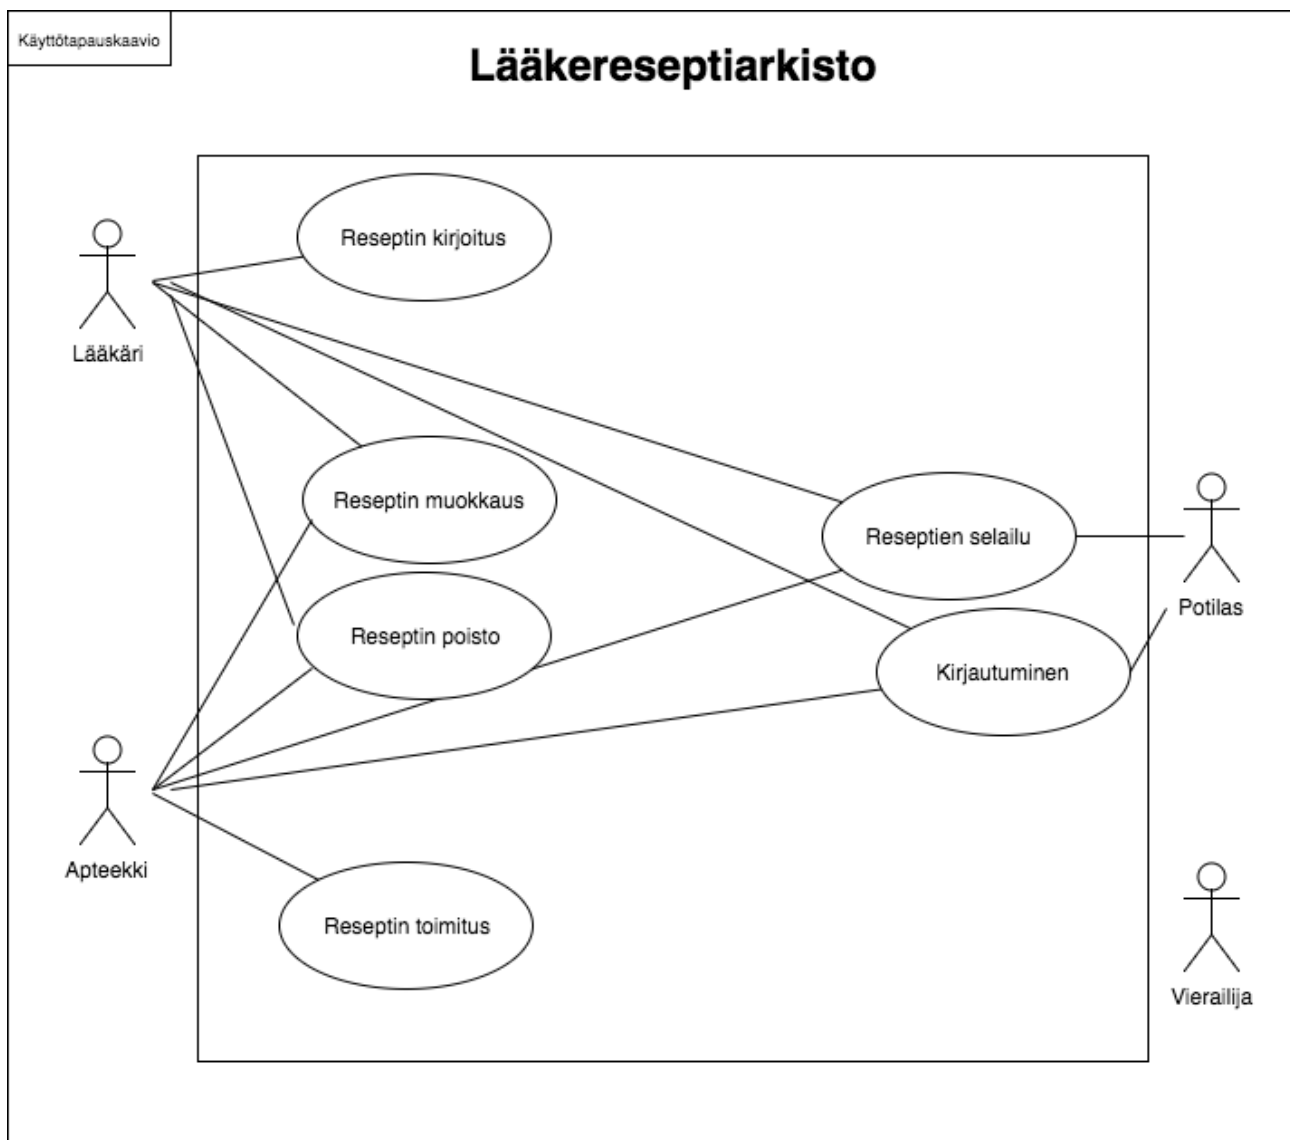 Käyttötapauskaavio
Lääkereseptiarkisto
Reseptin kirjoitus
Lääkäri
Reseptin muokkaus
Reseptien selailu
Potilas
Reseptin poisto
Kirjautuminen
Apteekki
Reseptin toimitus
Vierailija